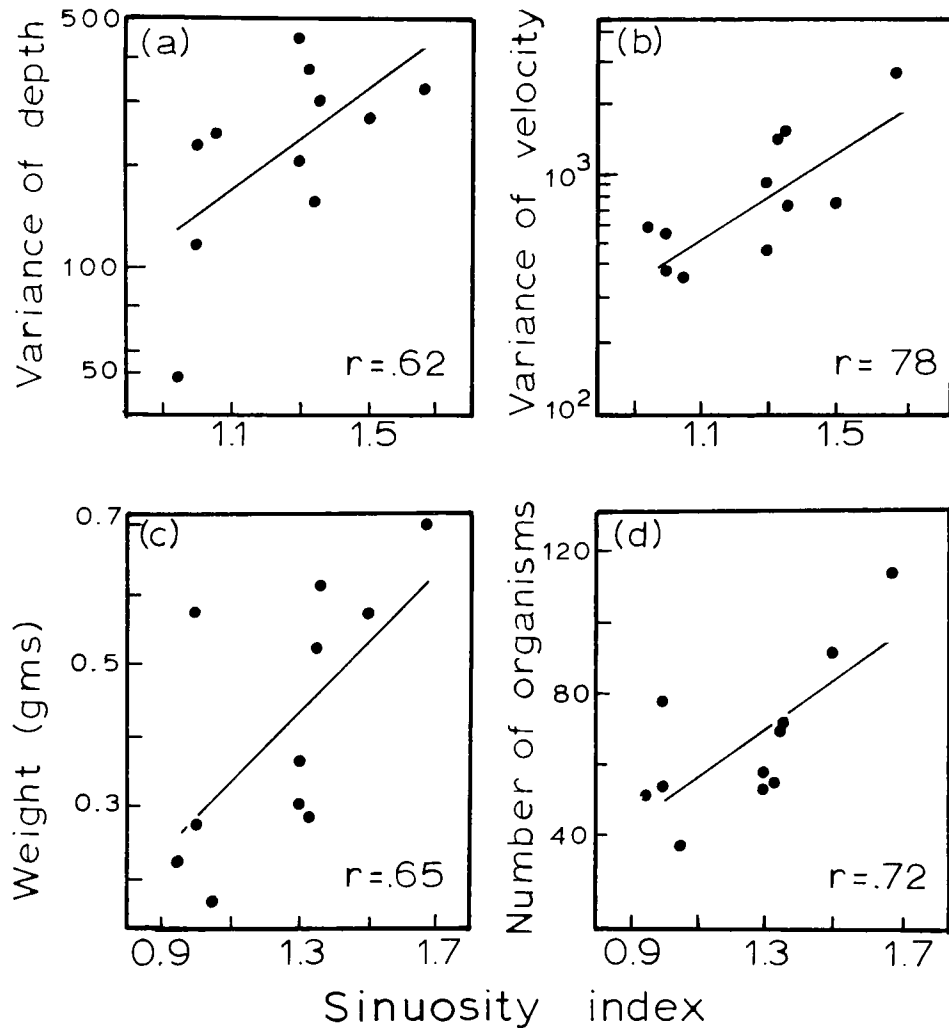 (a)
Variance of depth
500
100
50
r=.62
1.1
1.5
(b)
Variance of velocity
10³
10²
r=.78
1.1
1.5
(c)
Weight (gms)
0.7
0.5
0.3
r=.65
0.9
1.3
1.7
(d)
Number of organisms
120
80
40
r=.72
0.9
1.3
1.7
Sinuosity index